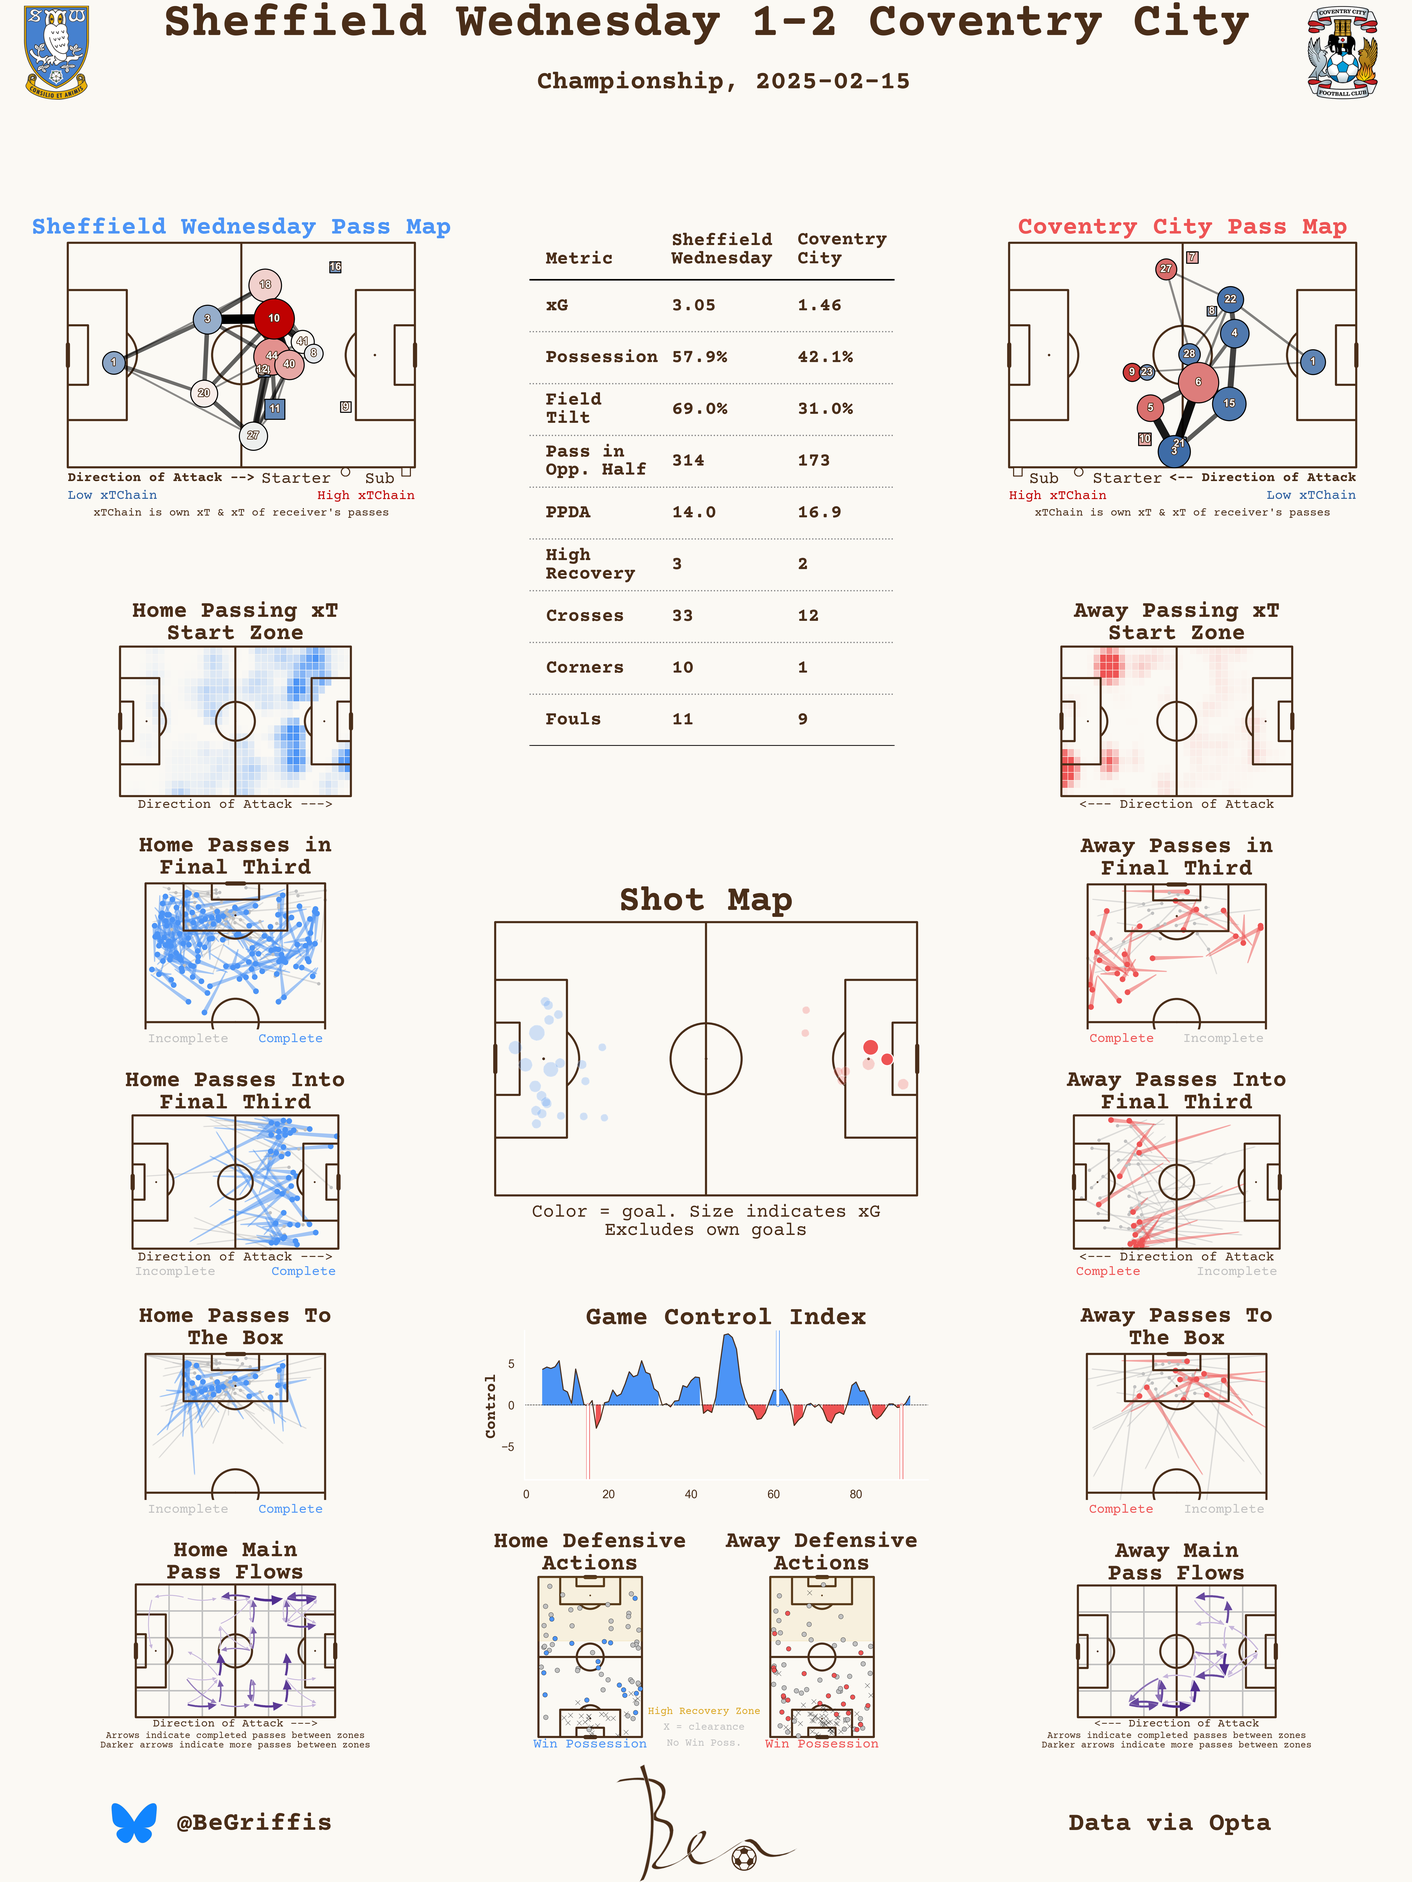 Sheffield Wednesday 1-2 Coventry City
Championship, 2025-02-15
S W
CONSILIO ET ANIMIS
COVENTRY CITY
FOOTBALL CLUB
Sheffield Wednesday Pass Map
16
18
3
10
41
8
1
44
40
12
20
11
9
27
Direction of Attack --> Starter Sub
Low xTChain High xTChain
xTChain is own xT & xT of receiver's passes
Metric Sheffield Wednesday Coventry City
xG 3.05 1.46
Possession 57.9% 42.1%
Field Tilt 69.0% 31.0%
Pass in Opp. Half 314 173
PPDA 14.0 16.9
High Recovery 3 2
Crosses 33 12
Corners 10 1
Fouls 11 9
Coventry City Pass Map
7
27
22
8
4
28
1
9
23
6
5
15
10
21
3
Sub Starter <-- Direction of Attack
High xTChain Low xTChain
xTChain is own xT & xT of receiver's passes
Home Passing xT
Start Zone
Direction of Attack --->
Away Passing xT
Start Zone
<--- Direction of Attack
Home Passes in
Final Third
Incomplete Complete
Away Passes in
Final Third
Complete Incomplete
Shot Map
Color = goal. Size indicates xG
Excludes own goals
Home Passes Into
Final Third
Direction of Attack --->
Incomplete Complete
Away Passes Into
Final Third
<--- Direction of Attack
Complete Incomplete
Home Passes To
The Box
Incomplete Complete
Game Control Index
Control
5
0
−5
0 20 40 60 80
Away Passes To
The Box
Complete Incomplete
Home Main
Pass Flows
Direction of Attack --->
Arrows indicate completed passes between zones
Darker arrows indicate more passes between zones
Home Defensive
Actions
Win Possession
Away Defensive
Actions
Win Possession
High Recovery Zone
X = clearance
No Win Poss.
Away Main
Pass Flows
<--- Direction of Attack
Arrows indicate completed passes between zones
Darker arrows indicate more passes between zones
@BeGriffis
Ben
Data via Opta